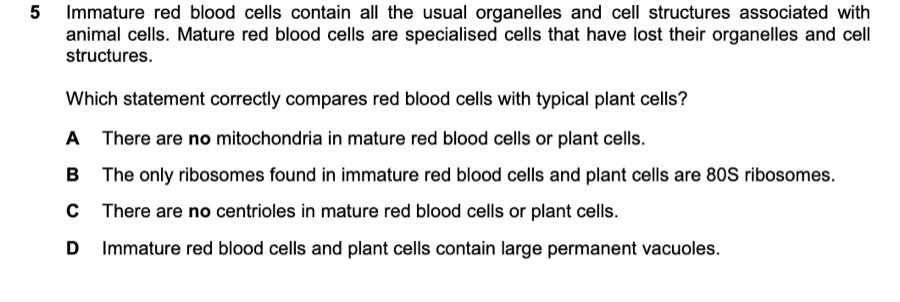 5 Immature red blood cells contain all the usual organelles and cell structures associated with
animal cells. Mature red blood cells are specialised cells that have lost their organelles and cell
structures.
Which statement correctly compares red blood cells with typical plant cells?
A There are no mitochondria in mature red blood cells or plant cells.
B The only ribosomes found in immature red blood cells and plant cells are 80S ribosomes.
C There are no centrioles in mature red blood cells or plant cells.
D Immature red blood cells and plant cells contain large permanent vacuoles.